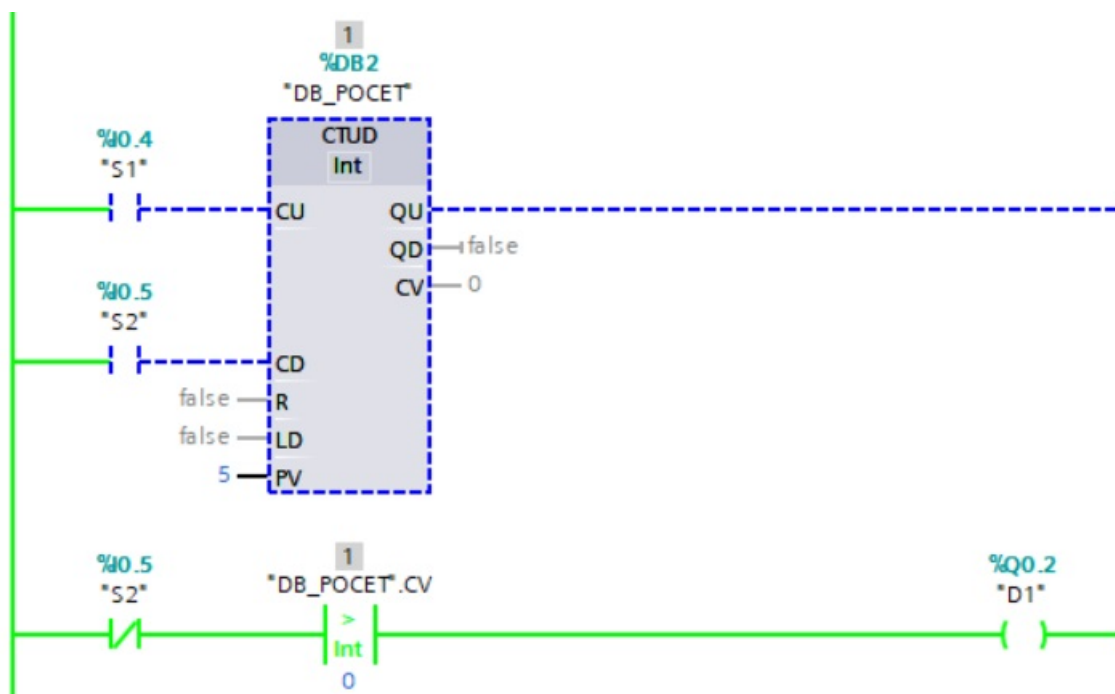 1
%DB2
"DB_POCET"
CTUD
Int
%I0.4
"S1"
CU
QU
QD
false
CV
0
%I0.5
"S2"
CD
false
R
false
LD
5
PV
%I0.5
"S2"
1
"DB_POCET".CV
>
Int
0
%Q0.2
"D1"